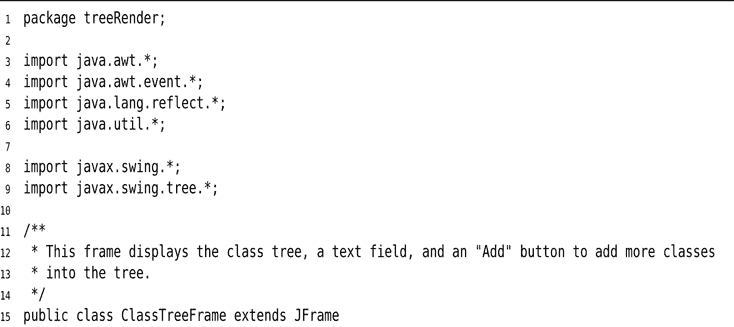 1 package treeRender;
2
3 import java.awt.*;
4 import java.awt.event.*;
5 import java.lang.reflect.*;
6 import java.util.*;
7
8 import javax.swing.*;
9 import javax.swing.tree.*;
10
11 /**
12  * This frame displays the class tree, a text field, and an "Add" button to add more classes
13  * into the tree.
14  */
15 public class ClassTreeFrame extends JFrame